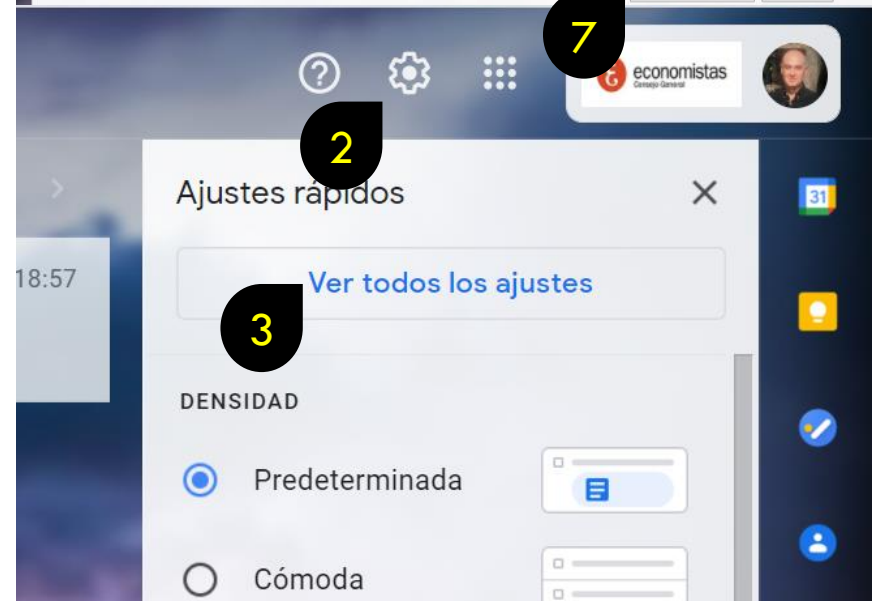 7
economistas
Consejo General
2
Ajustes rápidos
31
18:57
Ver todos los ajustes
3
DENSIDAD
Predeterminada
Cómoda